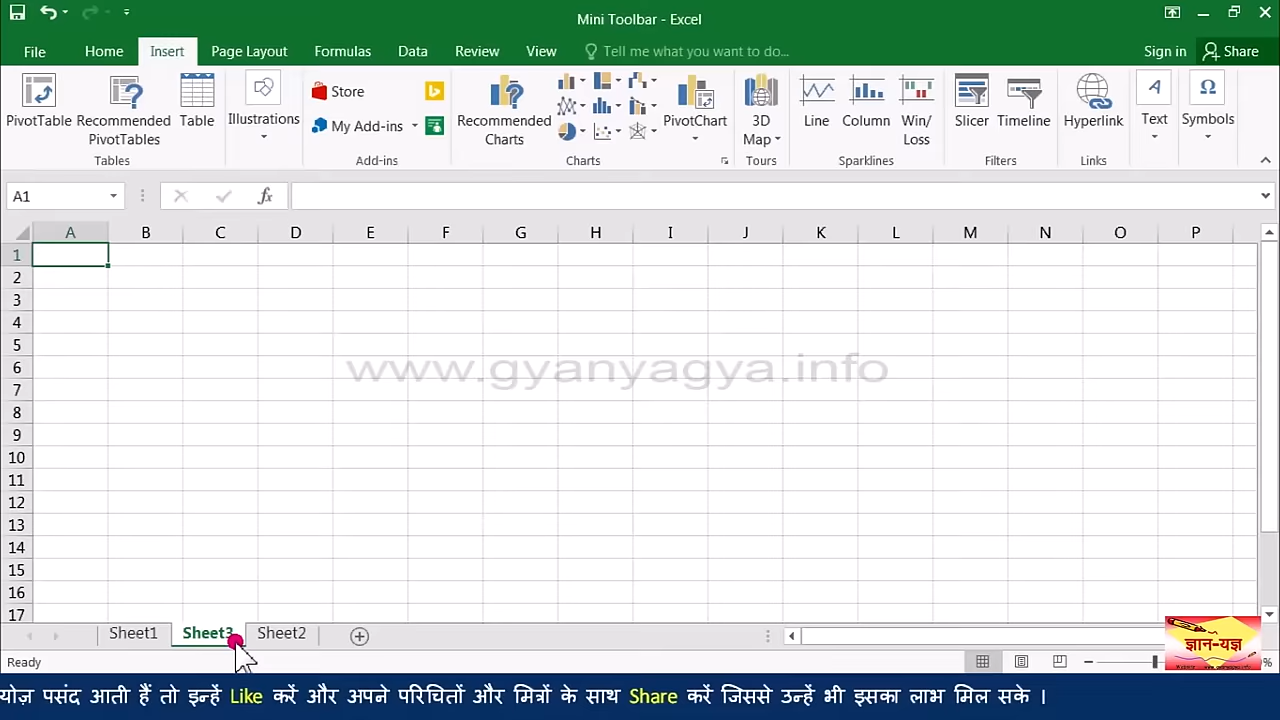 Mini Toolbar - Excel
File Home Insert Page Layout Formulas Data Review View Tell me what you want to do... Sign in Share
PivotTable Recommended PivotTables Table Illustrations Store My Add-ins Recommended Charts PivotChart 3D Map Line Column Win/Loss Slicer Timeline Hyperlink Text Symbols
Tables Add-ins Charts Tours Sparklines Filters Links
A1 fx
A B C D E F G H I J K L M N O P
1
2
3
4
5
6
www.gyanyagya.info
7
8
9
10
11
12
13
14
15
16
17
Sheet1 Sheet3 Sheet2
ज्ञान-यज्ञ
Ready %
योज़ पसंद आती हैं तो इन्हें Like करें और अपने परिचितों और मित्रों के साथ Share करें जिससे उन्हें भी इसका लाभ मिल सके ।